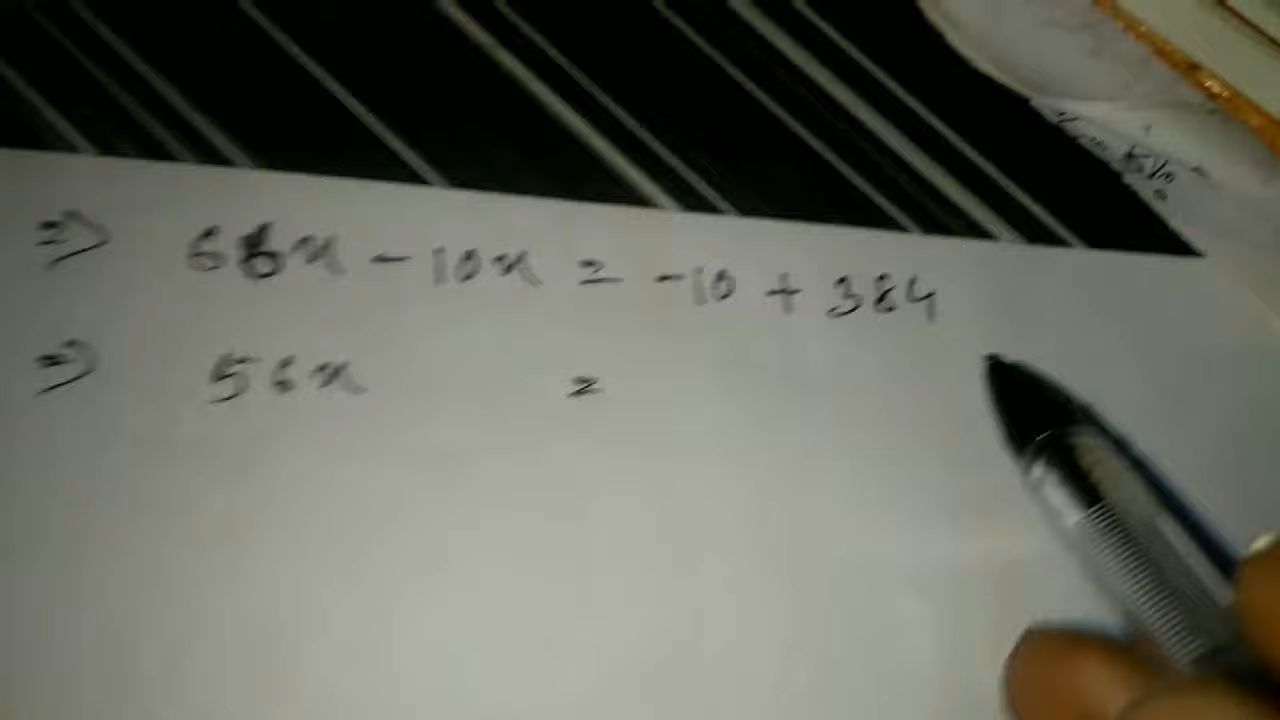 ⇒ 66x - 10x = -10 + 384
⇒ 56x =